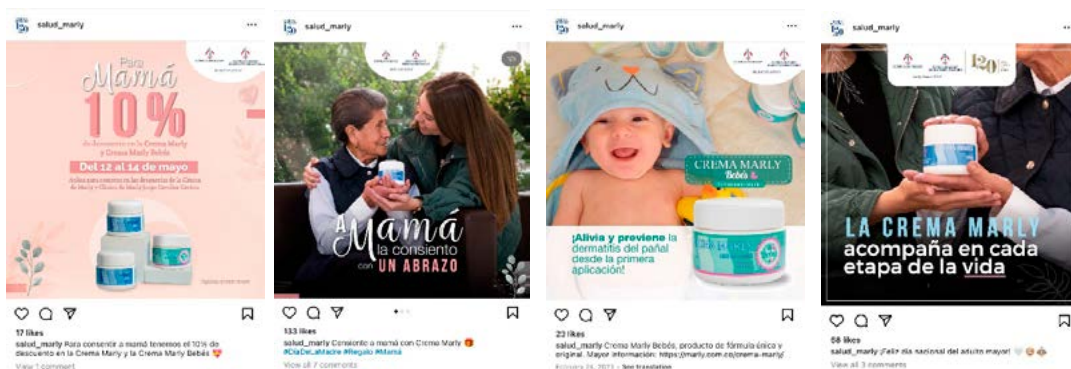 salud_marly
Para
Mamá
10%
de descuento en la Crema Marly
y Crema Marly Bebés.
Del 12 al 14 de mayo
17 likes
salud_marly Para consentir a mamá tenemos el 10% de
descuento en la Crema Marly y la Crema Marly Bebés
View 1 comment
salud_marly
1/3
A Mamá
la consiento
con UN ABRAZO
133 likes
salud_marly Consiente a mamá con Crema Marly
#DíaDeLaMadre #Regalo #Mamá
View all 7 comments
salud_marly
CREMA MARLY
Bebés
¡Alivia y previene la
dermatitis del pañal
desde la primera
aplicación!
23 likes
salud_marly Crema Marly Bebés, producto de fórmula única y
original. Mayor información: https://marly.com.co/crema-marly/
See translation
salud_marly
120
LA CREMA MARLY
acompaña en cada
etapa de la vida
68 likes
salud_marly ¡Feliz día nacional del adulto mayor!
View all 3 comments